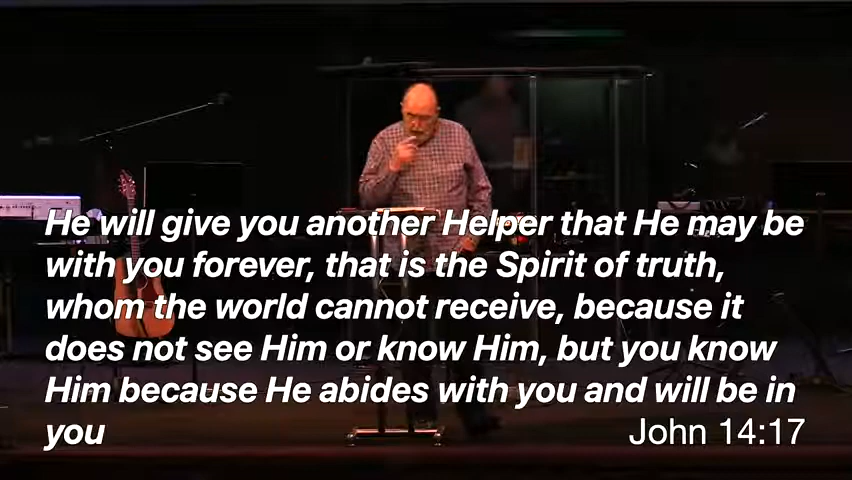 He will give you another Helper that He may be
with you forever, that is the Spirit of truth,
whom the world cannot receive, because it
does not see Him or know Him, but you know
Him because He abides with you and will be in
you
John 14:17